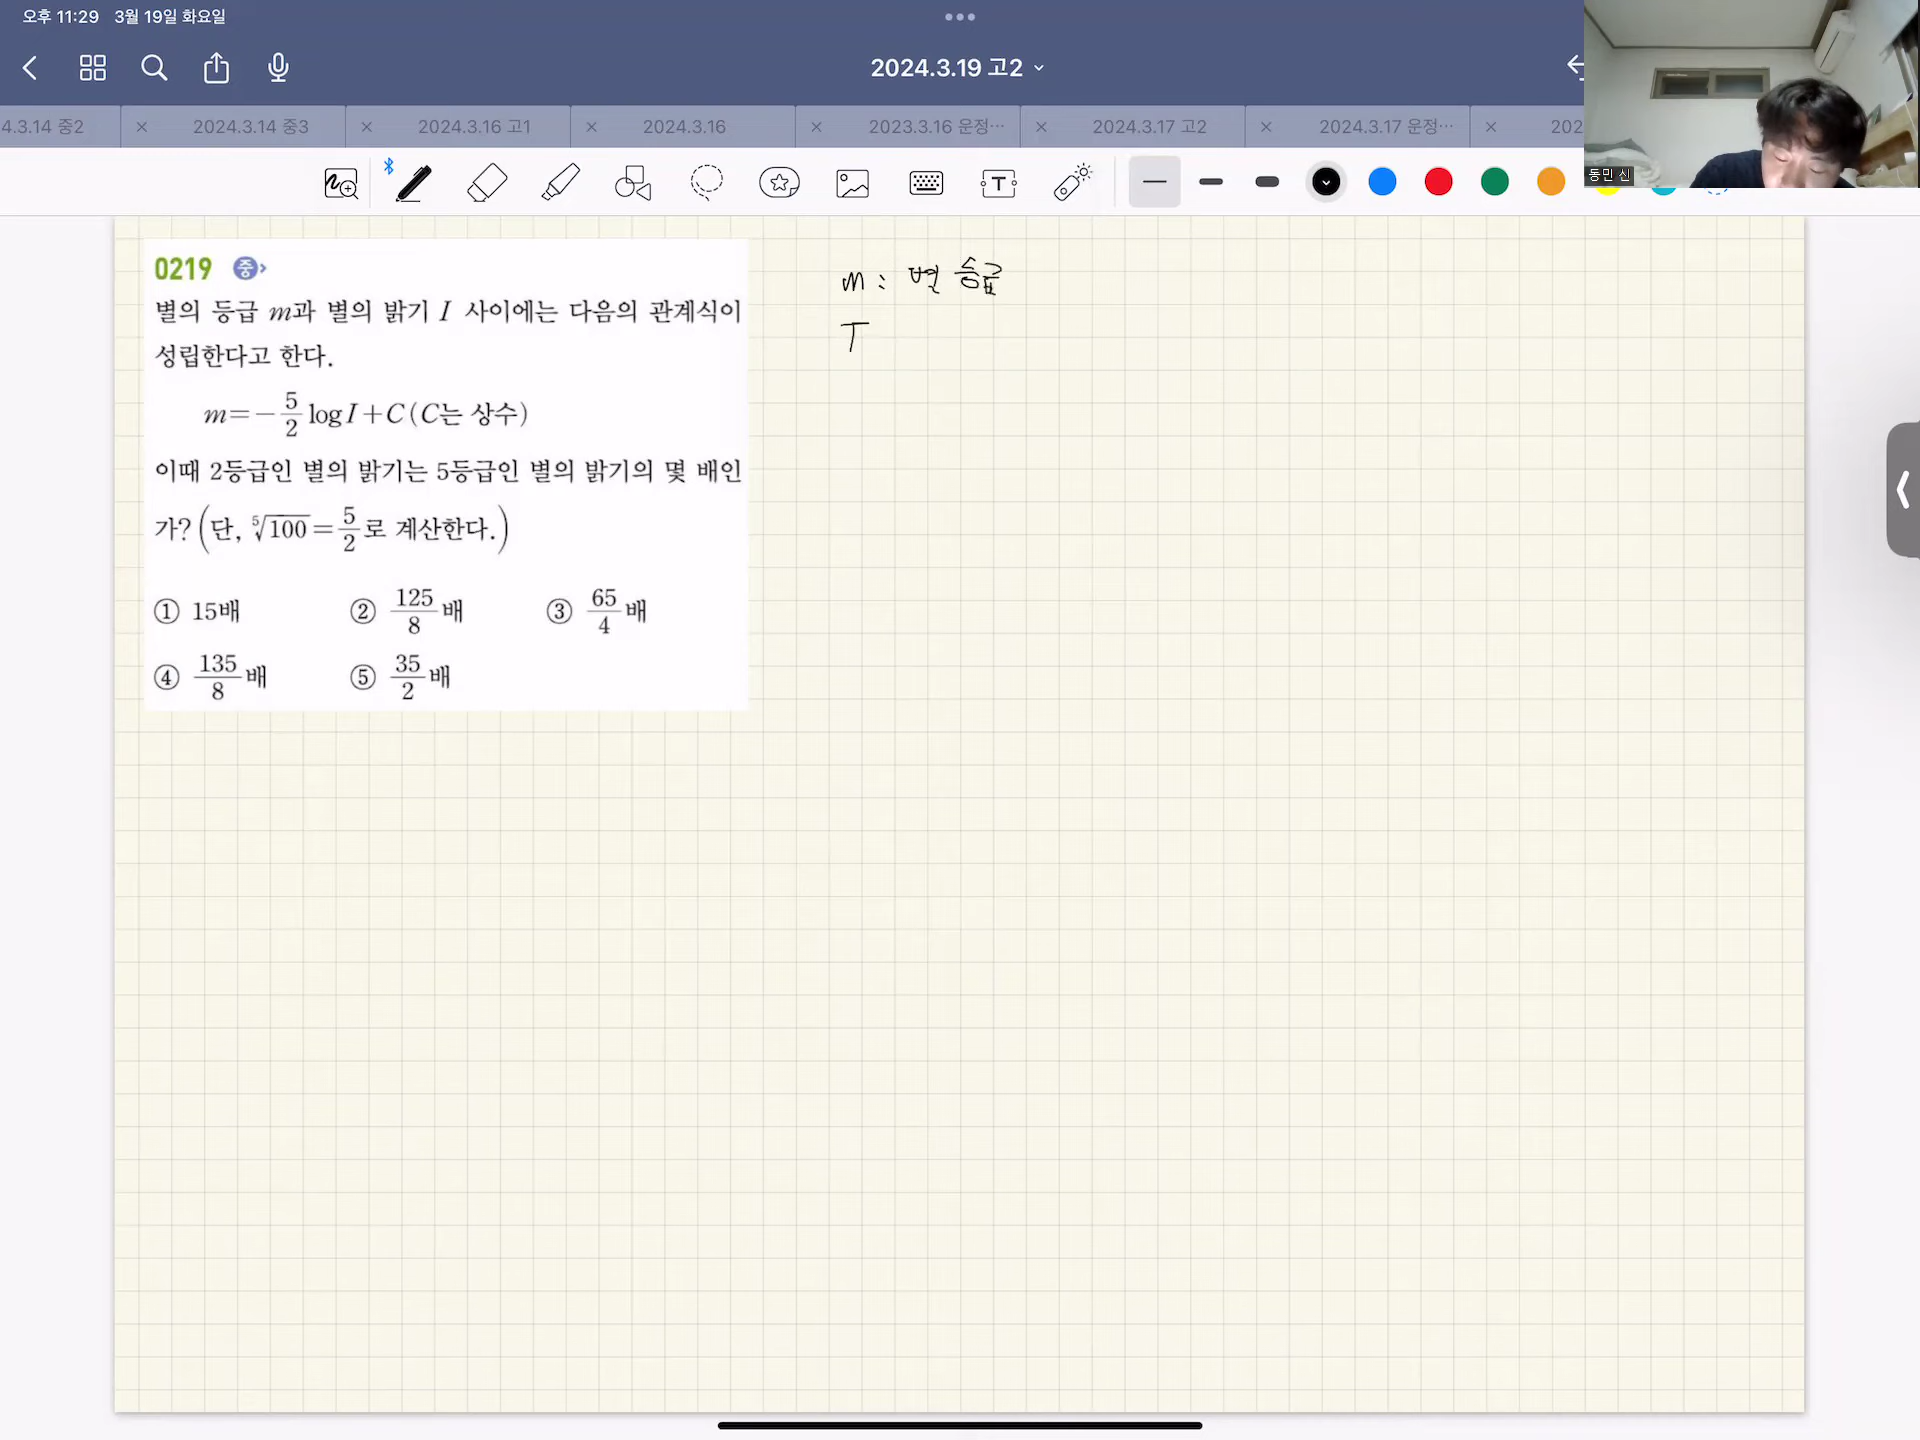 오후 11:29 3월 19일 화요일
2024.3.19 고2
4.3.14 중2
2024.3.14 중3
2024.3.16 고1
2024.3.16
2023.3.16 운정…
2024.3.17 고2
2024.3.17 운정…
202
동민 신
0219 중
별의 등급 m과 별의 밝기 I 사이에는 다음의 관계식이
성립한다고 한다.
m=-5/2 log I+C (C는 상수)
이때 2등급인 별의 밝기는 5등급인 별의 밝기의 몇 배인
가? (단, ⁵√100=5/2로 계산한다.)
① 15배 ② 125/8배 ③ 65/4배
④ 135/8배 ⑤ 35/2배
m : 별